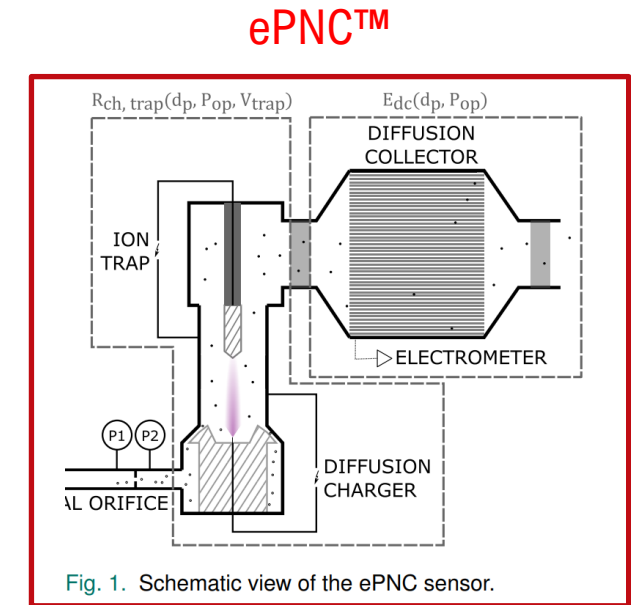 ePNC™
Rch, trap(dp, Pop, Vtrap)
Edc(dp, Pop)
DIFFUSION
COLLECTOR
ION
TRAP
ELECTROMETER
P1 P2
AL ORIFICE
DIFFUSION
CHARGER
Fig. 1. Schematic view of the ePNC sensor.